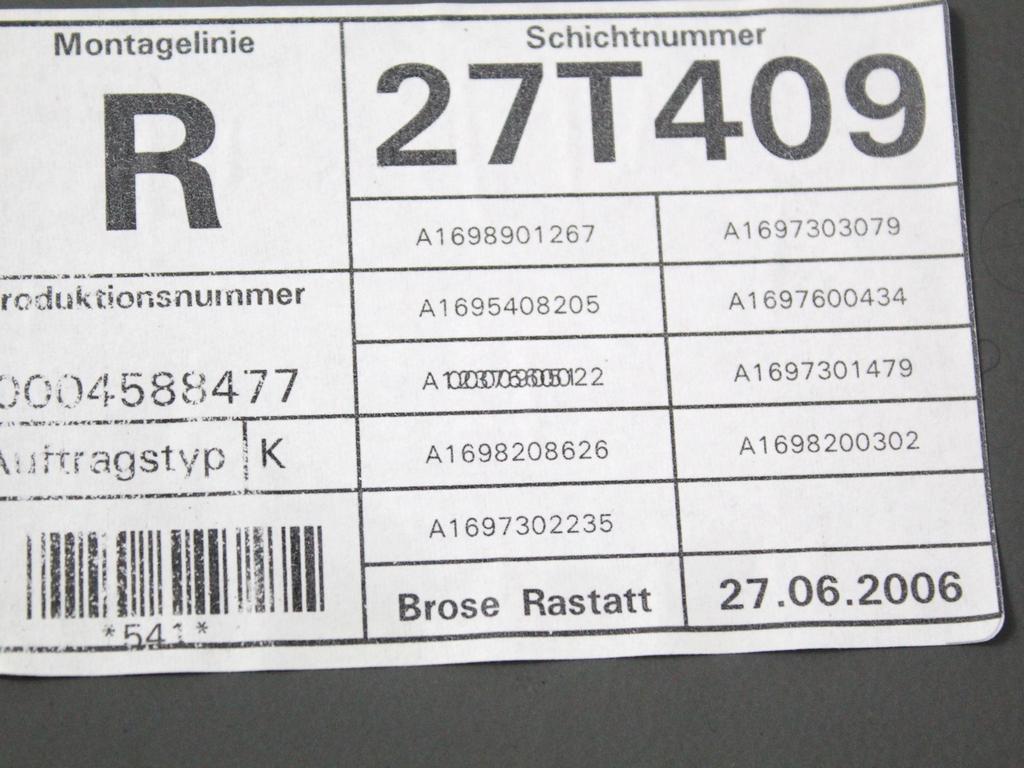 Montagelinie
R
Schichtnummer
27T409
A1698901267 A1697303079
A1695408205 A1697600434
A1697301479
A1698208626 A1698200302
A1697302235
roduktionsnummer
0004588477
Auftragstyp K
*541*
Brose Rastatt
27.06.2006